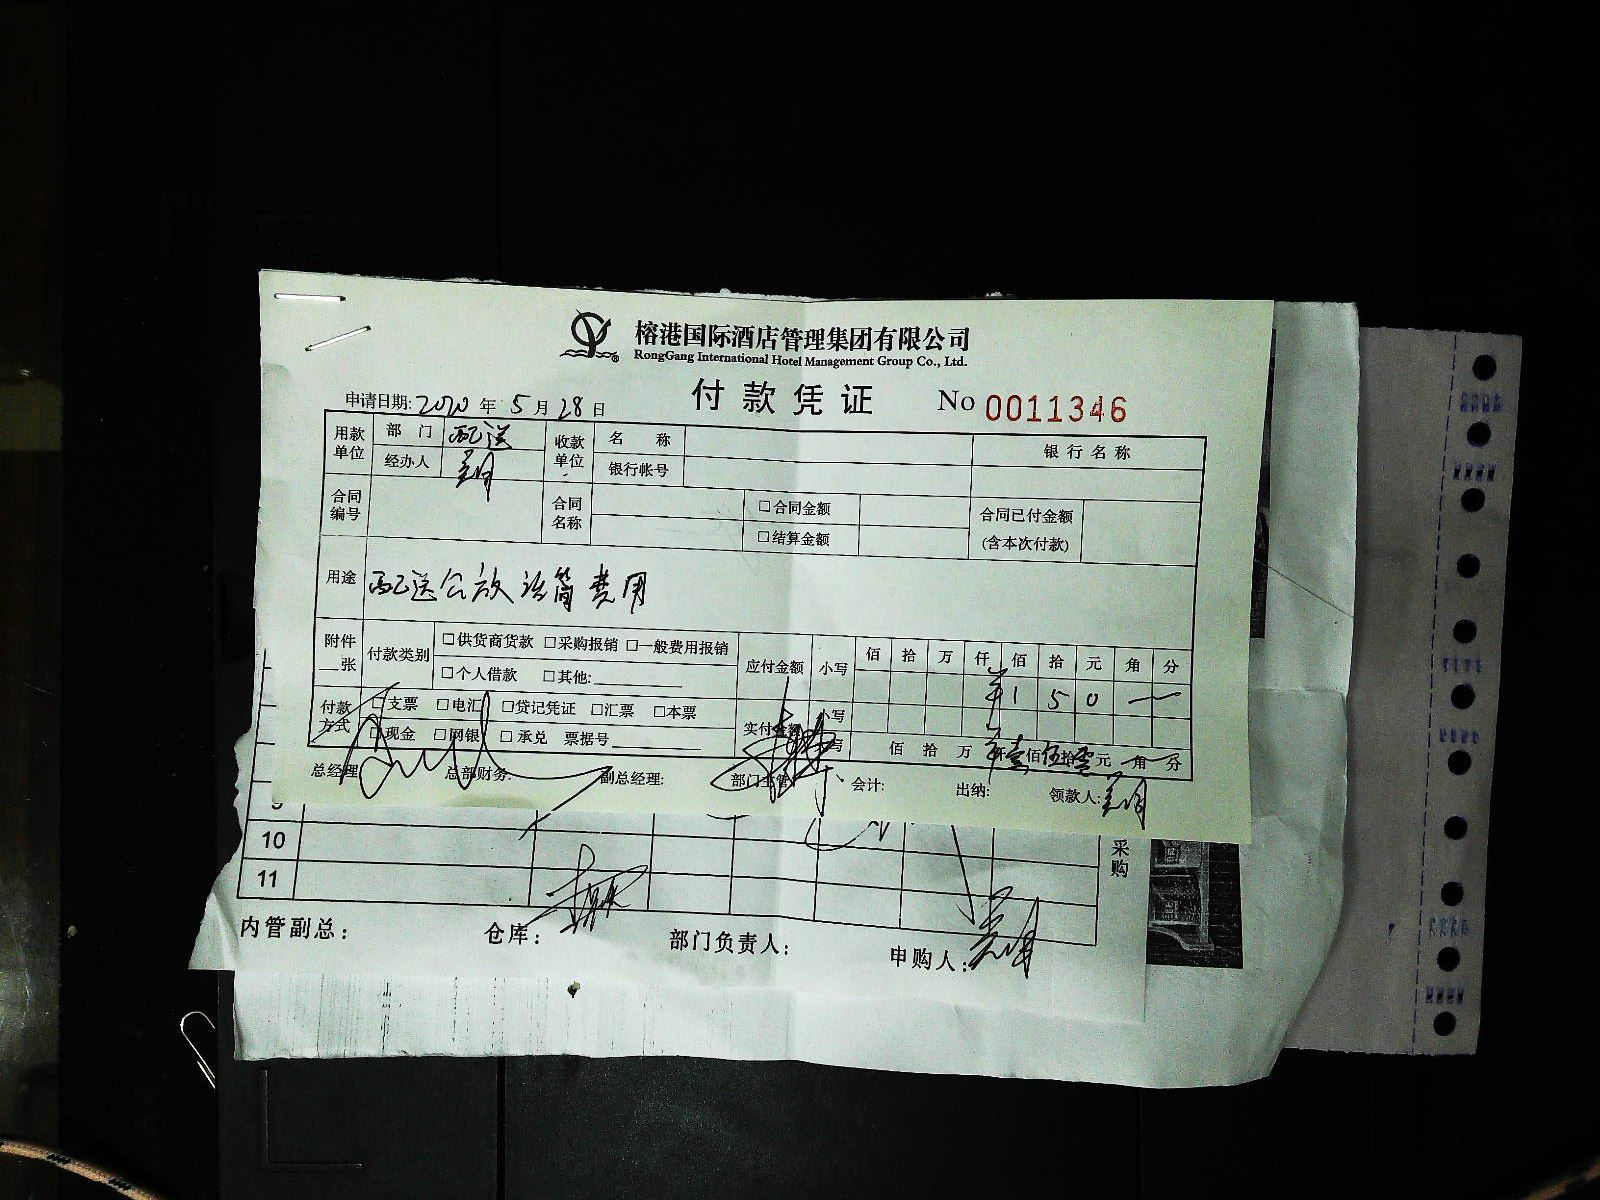 榕港国际酒店管理集团有限公司
RongGang International Hotel Management Group Co., Ltd.
付款凭证
No 0011346
申请日期: 2020 年 5 月 28 日
用款单位 部门 配送 收款单位 名称 银行名称
经办人 银行帐号
合同编号 合同名称 □合同金额 合同已付金额
□结算金额 (含本次付款)
用途 配送公放话筒费用
附件 张 付款类别 □供货商货款 □采购报销 □一般费用报销 应付金额 小写 佰 拾 万 仟 佰 拾 元 角 分
□个人借款 □其他: ¥ 1 5 0 —
付款方式 □支票 □电汇 □贷记凭证 □汇票 □本票 实付金额 小写
□现金 □网银 □承兑 票据号 佰 拾 万 仟 壹 佰 伍 拾 零 元 角 分
总经理 总部财务: 副总经理: 部门主管: 会计: 出纳: 领款人:
9
10
11
采购
内管副总: 仓库: 部门负责人: 申购人: